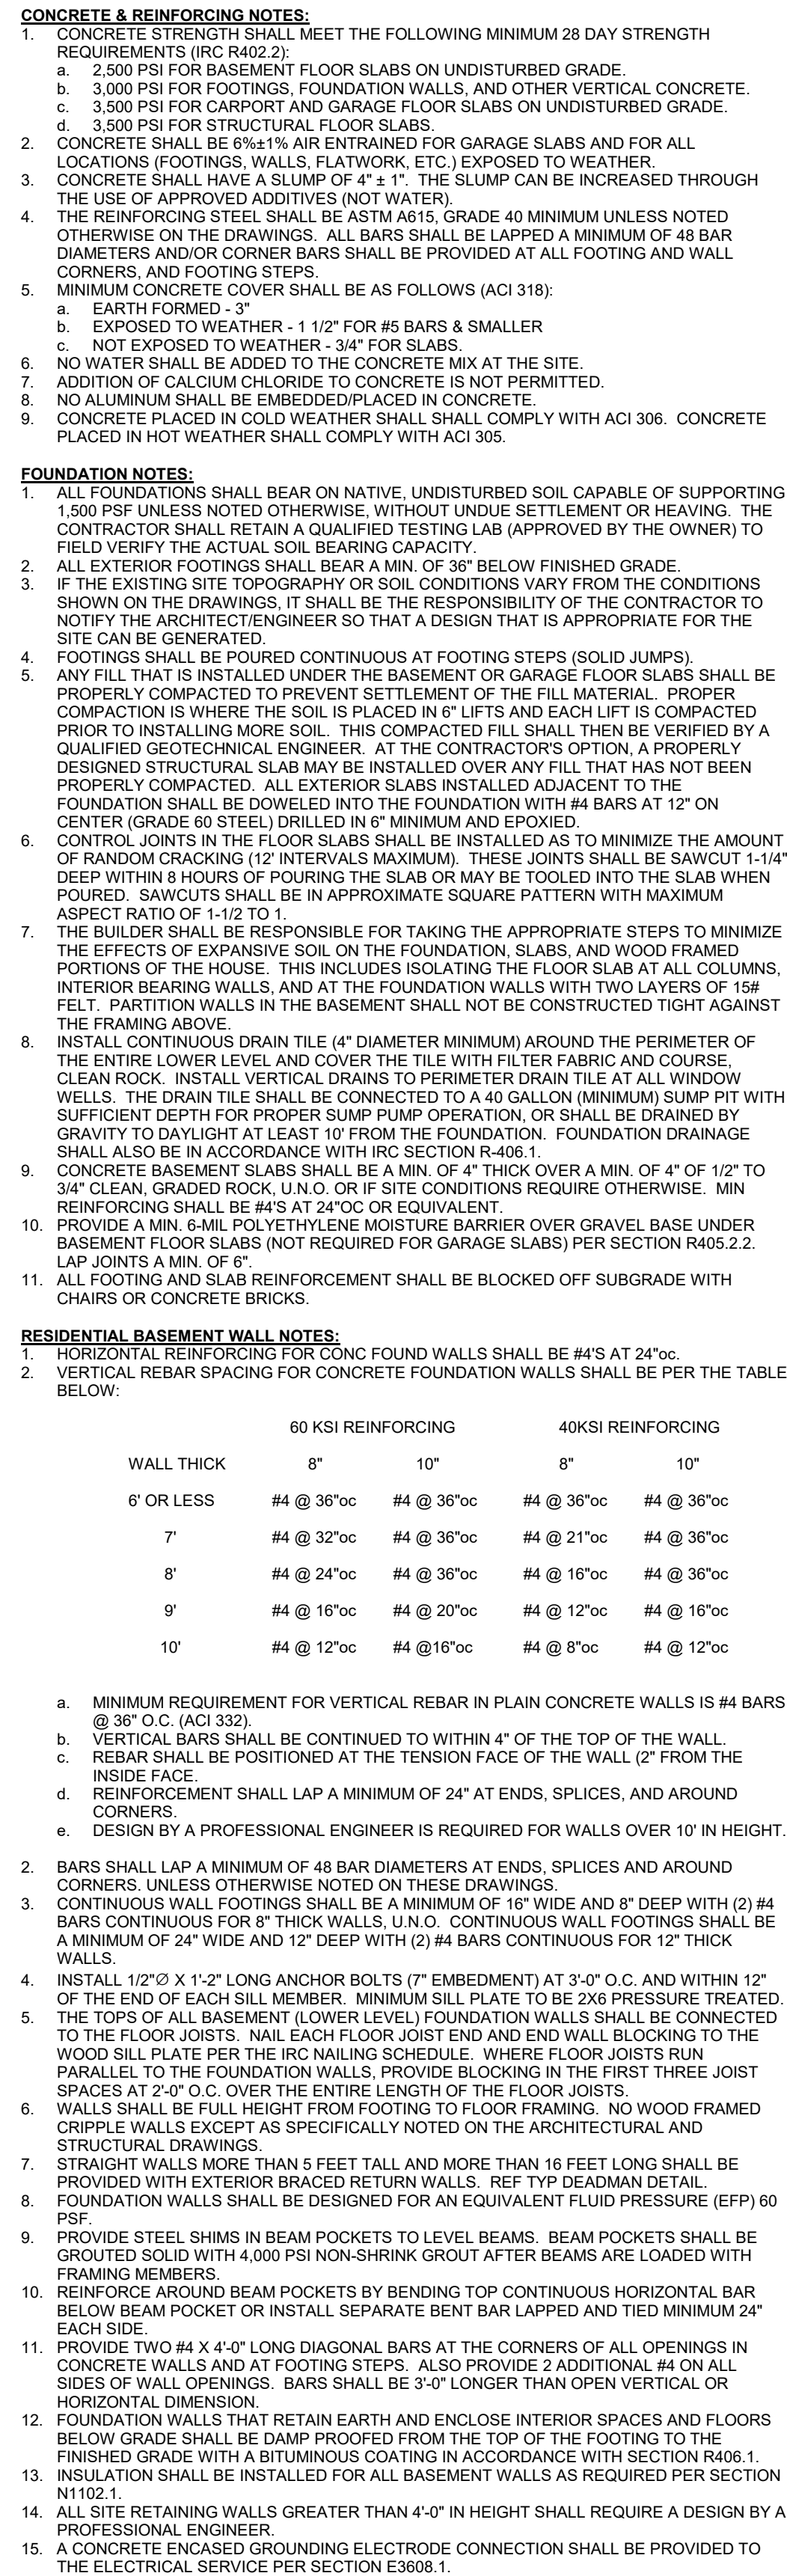 CONCRETE & REINFORCING NOTES:
1. CONCRETE STRENGTH SHALL MEET THE FOLLOWING MINIMUM 28 DAY STRENGTH
REQUIREMENTS (IRC R402.2):
a. 2,500 PSI FOR BASEMENT FLOOR SLABS ON UNDISTURBED GRADE.
b. 3,000 PSI FOR FOOTINGS, FOUNDATION WALLS, AND OTHER VERTICAL CONCRETE.
c. 3,500 PSI FOR CARPORT AND GARAGE FLOOR SLABS ON UNDISTURBED GRADE.
d. 3,500 PSI FOR STRUCTURAL FLOOR SLABS.
2. CONCRETE SHALL BE 6%±1% AIR ENTRAINED FOR GARAGE SLABS AND FOR ALL
LOCATIONS (FOOTINGS, WALLS, FLATWORK, ETC.) EXPOSED TO WEATHER.
3. CONCRETE SHALL HAVE A SLUMP OF 4" ± 1". THE SLUMP CAN BE INCREASED THROUGH
THE USE OF APPROVED ADDITIVES (NOT WATER).
4. THE REINFORCING STEEL SHALL BE ASTM A615, GRADE 40 MINIMUM UNLESS NOTED
OTHERWISE ON THE DRAWINGS. ALL BARS SHALL BE LAPPED A MINIMUM OF 48 BAR
DIAMETERS AND/OR CORNER BARS SHALL BE PROVIDED AT ALL FOOTING AND WALL
CORNERS, AND FOOTING STEPS.
5. MINIMUM CONCRETE COVER SHALL BE AS FOLLOWS (ACI 318):
a. EARTH FORMED - 3"
b. EXPOSED TO WEATHER - 1 1/2" FOR #5 BARS & SMALLER
c. NOT EXPOSED TO WEATHER - 3/4" FOR SLABS.
6. NO WATER SHALL BE ADDED TO THE CONCRETE MIX AT THE SITE.
7. ADDITION OF CALCIUM CHLORIDE TO CONCRETE IS NOT PERMITTED.
8. NO ALUMINUM SHALL BE EMBEDDED/PLACED IN CONCRETE.
9. CONCRETE PLACED IN COLD WEATHER SHALL SHALL COMPLY WITH ACI 306. CONCRETE
PLACED IN HOT WEATHER SHALL COMPLY WITH ACI 305.
FOUNDATION NOTES:
1. ALL FOUNDATIONS SHALL BEAR ON NATIVE, UNDISTURBED SOIL CAPABLE OF SUPPORTING
1,500 PSF UNLESS NOTED OTHERWISE, WITHOUT UNDUE SETTLEMENT OR HEAVING. THE
CONTRACTOR SHALL RETAIN A QUALIFIED TESTING LAB (APPROVED BY THE OWNER) TO
FIELD VERIFY THE ACTUAL SOIL BEARING CAPACITY.
2. ALL EXTERIOR FOOTINGS SHALL BEAR A MIN. OF 36" BELOW FINISHED GRADE.
3. IF THE EXISTING SITE TOPOGRAPHY OR SOIL CONDITIONS VARY FROM THE CONDITIONS
SHOWN ON THE DRAWINGS, IT SHALL BE THE RESPONSIBILITY OF THE CONTRACTOR TO
NOTIFY THE ARCHITECT/ENGINEER SO THAT A DESIGN THAT IS APPROPRIATE FOR THE
SITE CAN BE GENERATED.
4. FOOTINGS SHALL BE POURED CONTINUOUS AT FOOTING STEPS (SOLID JUMPS).
5. ANY FILL THAT IS INSTALLED UNDER THE BASEMENT OR GARAGE FLOOR SLABS SHALL BE
PROPERLY COMPACTED TO PREVENT SETTLEMENT OF THE FILL MATERIAL. PROPER
COMPACTION IS WHERE THE SOIL IS PLACED IN 6" LIFTS AND EACH LIFT IS COMPACTED
PRIOR TO INSTALLING MORE SOIL. THIS COMPACTED FILL SHALL THEN BE VERIFIED BY A
QUALIFIED GEOTECHNICAL ENGINEER. AT THE CONTRACTOR'S OPTION, A PROPERLY
DESIGNED STRUCTURAL SLAB MAY BE INSTALLED OVER ANY FILL THAT HAS NOT BEEN
PROPERLY COMPACTED. ALL EXTERIOR SLABS INSTALLED ADJACENT TO THE
FOUNDATION SHALL BE DOWELED INTO THE FOUNDATION WITH #4 BARS AT 12" ON
CENTER (GRADE 60 STEEL) DRILLED IN 6" MINIMUM AND EPOXIED.
6. CONTROL JOINTS IN THE FLOOR SLABS SHALL BE INSTALLED AS TO MINIMIZE THE AMOUNT
OF RANDOM CRACKING (12' INTERVALS MAXIMUM). THESE JOINTS SHALL BE SAWCUT 1-1/4"
DEEP WITHIN 8 HOURS OF POURING THE SLAB OR MAY BE TOOLED INTO THE SLAB WHEN
POURED. SAWCUTS SHALL BE IN APPROXIMATE SQUARE PATTERN WITH MAXIMUM
ASPECT RATIO OF 1-1/2 TO 1.
7. THE BUILDER SHALL BE RESPONSIBLE FOR TAKING THE APPROPRIATE STEPS TO MINIMIZE
THE EFFECTS OF EXPANSIVE SOIL ON THE FOUNDATION, SLABS, AND WOOD FRAMED
PORTIONS OF THE HOUSE. THIS INCLUDES ISOLATING THE FLOOR SLAB AT ALL COLUMNS,
INTERIOR BEARING WALLS, AND AT THE FOUNDATION WALLS WITH TWO LAYERS OF 15#
FELT. PARTITION WALLS IN THE BASEMENT SHALL NOT BE CONSTRUCTED TIGHT AGAINST
THE FRAMING ABOVE.
8. INSTALL CONTINUOUS DRAIN TILE (4" DIAMETER MINIMUM) AROUND THE PERIMETER OF
THE ENTIRE LOWER LEVEL AND COVER THE TILE WITH FILTER FABRIC AND COURSE,
CLEAN ROCK. INSTALL VERTICAL DRAINS TO PERIMETER DRAIN TILE AT ALL WINDOW
WELLS. THE DRAIN TILE SHALL BE CONNECTED TO A 40 GALLON (MINIMUM) SUMP PIT WITH
SUFFICIENT DEPTH FOR PROPER SUMP PUMP OPERATION, OR SHALL BE DRAINED BY
GRAVITY TO DAYLIGHT AT LEAST 10' FROM THE FOUNDATION. FOUNDATION DRAINAGE
SHALL ALSO BE IN ACCORDANCE WITH IRC SECTION R-406.1.
9. CONCRETE BASEMENT SLABS SHALL BE A MIN. OF 4" THICK OVER A MIN. OF 4" OF 1/2" TO
3/4" CLEAN, GRADED ROCK, U.N.O. OR IF SITE CONDITIONS REQUIRE OTHERWISE. MIN
REINFORCING SHALL BE #4'S AT 24"OC OR EQUIVALENT.
10. PROVIDE A MIN. 6-MIL POLYETHYLENE MOISTURE BARRIER OVER GRAVEL BASE UNDER
BASEMENT FLOOR SLABS (NOT REQUIRED FOR GARAGE SLABS) PER SECTION R405.2.2.
LAP JOINTS A MIN. OF 6".
11. ALL FOOTING AND SLAB REINFORCEMENT SHALL BE BLOCKED OFF SUBGRADE WITH
CHAIRS OR CONCRETE BRICKS.
RESIDENTIAL BASEMENT WALL NOTES:
1. HORIZONTAL REINFORCING FOR CONC FOUND WALLS SHALL BE #4'S AT 24"oc.
2. VERTICAL REBAR SPACING FOR CONCRETE FOUNDATION WALLS SHALL BE PER THE TABLE
BELOW:
60 KSI REINFORCING 40KSI REINFORCING
WALL THICK 8" 10" 8" 10"
6' OR LESS #4 @ 36"oc #4 @ 36"oc #4 @ 36"oc #4 @ 36"oc
7' #4 @ 32"oc #4 @ 36"oc #4 @ 21"oc #4 @ 36"oc
8' #4 @ 24"oc #4 @ 36"oc #4 @ 16"oc #4 @ 36"oc
9' #4 @ 16"oc #4 @ 20"oc #4 @ 12"oc #4 @ 16"oc
10' #4 @ 12"oc #4 @16"oc #4 @ 8"oc #4 @ 12"oc
a. MINIMUM REQUIREMENT FOR VERTICAL REBAR IN PLAIN CONCRETE WALLS IS #4 BARS
@ 36" O.C. (ACI 332).
b. VERTICAL BARS SHALL BE CONTINUED TO WITHIN 4" OF THE TOP OF THE WALL.
c. REBAR SHALL BE POSITIONED AT THE TENSION FACE OF THE WALL (2" FROM THE
INSIDE FACE.
d. REINFORCEMENT SHALL LAP A MINIMUM OF 24" AT ENDS, SPLICES, AND AROUND
CORNERS.
e. DESIGN BY A PROFESSIONAL ENGINEER IS REQUIRED FOR WALLS OVER 10' IN HEIGHT.
2. BARS SHALL LAP A MINIMUM OF 48 BAR DIAMETERS AT ENDS, SPLICES AND AROUND
CORNERS. UNLESS OTHERWISE NOTED ON THESE DRAWINGS.
3. CONTINUOUS WALL FOOTINGS SHALL BE A MINIMUM OF 16" WIDE AND 8" DEEP WITH (2) #4
BARS CONTINUOUS FOR 8" THICK WALLS, U.N.O. CONTINUOUS WALL FOOTINGS SHALL BE
A MINIMUM OF 24" WIDE AND 12" DEEP WITH (2) #4 BARS CONTINUOUS FOR 12" THICK
WALLS.
4. INSTALL 1/2"∅ X 1'-2" LONG ANCHOR BOLTS (7" EMBEDMENT) AT 3'-0" O.C. AND WITHIN 12"
OF THE END OF EACH SILL MEMBER. MINIMUM SILL PLATE TO BE 2X6 PRESSURE TREATED.
5. THE TOPS OF ALL BASEMENT (LOWER LEVEL) FOUNDATION WALLS SHALL BE CONNECTED
TO THE FLOOR JOISTS. NAIL EACH FLOOR JOIST END AND END WALL BLOCKING TO THE
WOOD SILL PLATE PER THE IRC NAILING SCHEDULE. WHERE FLOOR JOISTS RUN
PARALLEL TO THE FOUNDATION WALLS, PROVIDE BLOCKING IN THE FIRST THREE JOIST
SPACES AT 2'-0" O.C. OVER THE ENTIRE LENGTH OF THE FLOOR JOISTS.
6. WALLS SHALL BE FULL HEIGHT FROM FOOTING TO FLOOR FRAMING. NO WOOD FRAMED
CRIPPLE WALLS EXCEPT AS SPECIFICALLY NOTED ON THE ARCHITECTURAL AND
STRUCTURAL DRAWINGS.
7. STRAIGHT WALLS MORE THAN 5 FEET TALL AND MORE THAN 16 FEET LONG SHALL BE
PROVIDED WITH EXTERIOR BRACED RETURN WALLS. REF TYP DEADMAN DETAIL.
8. FOUNDATION WALLS SHALL BE DESIGNED FOR AN EQUIVALENT FLUID PRESSURE (EFP) 60
PSF.
9. PROVIDE STEEL SHIMS IN BEAM POCKETS TO LEVEL BEAMS. BEAM POCKETS SHALL BE
GROUTED SOLID WITH 4,000 PSI NON-SHRINK GROUT AFTER BEAMS ARE LOADED WITH
FRAMING MEMBERS.
10. REINFORCE AROUND BEAM POCKETS BY BENDING TOP CONTINUOUS HORIZONTAL BAR
BELOW BEAM POCKET OR INSTALL SEPARATE BENT BAR LAPPED AND TIED MINIMUM 24"
EACH SIDE.
11. PROVIDE TWO #4 X 4'-0" LONG DIAGONAL BARS AT THE CORNERS OF ALL OPENINGS IN
CONCRETE WALLS AND AT FOOTING STEPS. ALSO PROVIDE 2 ADDITIONAL #4 ON ALL
SIDES OF WALL OPENINGS. BARS SHALL BE 3'-0" LONGER THAN OPEN VERTICAL OR
HORIZONTAL DIMENSION.
12. FOUNDATION WALLS THAT RETAIN EARTH AND ENCLOSE INTERIOR SPACES AND FLOORS
BELOW GRADE SHALL BE DAMP PROOFED FROM THE TOP OF THE FOOTING TO THE
FINISHED GRADE WITH A BITUMINOUS COATING IN ACCORDANCE WITH SECTION R406.1.
13. INSULATION SHALL BE INSTALLED FOR ALL BASEMENT WALLS AS REQUIRED PER SECTION
N1102.1.
14. ALL SITE RETAINING WALLS GREATER THAN 4'-0" IN HEIGHT SHALL REQUIRE A DESIGN BY A
PROFESSIONAL ENGINEER.
15. A CONCRETE ENCASED GROUNDING ELECTRODE CONNECTION SHALL BE PROVIDED TO
THE ELECTRICAL SERVICE PER SECTION E3608.1.